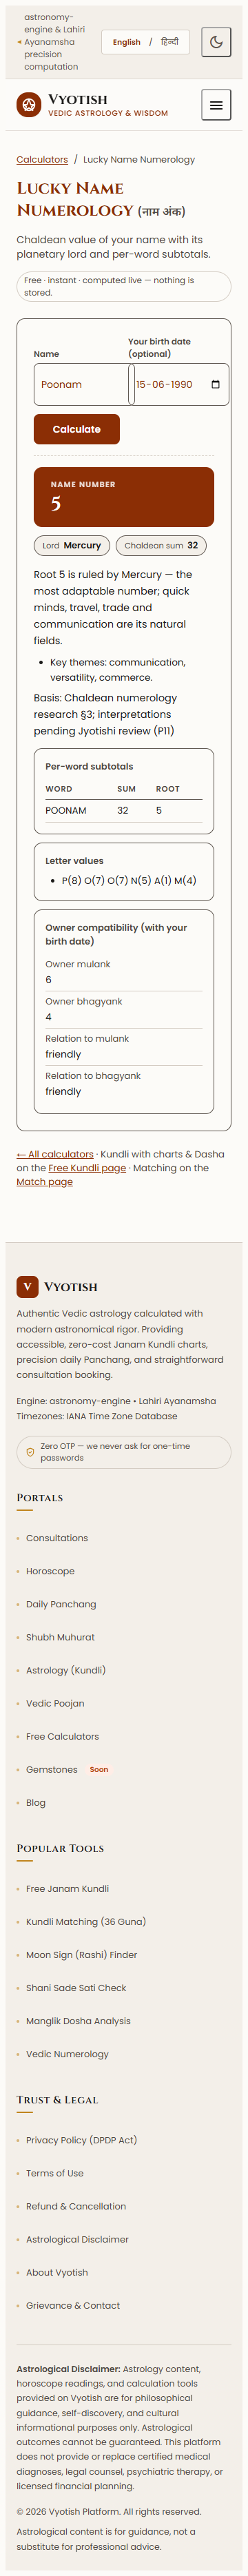 astronomy-
engine & Lahiri
Ayanamsha
precision
computation
English / हिन्दी
Vyotish
VEDIC ASTROLOGY & WISDOM
Calculators / Lucky Name Numerology
Lucky Name
Numerology (नाम अंक)
Chaldean value of your name with its
planetary lord and per-word subtotals.
Free · instant · computed live — nothing is
stored.
Name
Your birth date
(optional)
Poonam
15-06-1990
Calculate
NAME NUMBER
5
Lord Mercury
Chaldean sum 32
Root 5 is ruled by Mercury — the
most adaptable number; quick
minds, travel, trade and
communication are its natural
fields.
• Key themes: communication,
versatility, commerce.
Basis: Chaldean numerology
research §3; interpretations
pending Jyotishi review (P11)
Per-word subtotals
WORD SUM ROOT
POONAM 32 5
Letter values
• P(8) O(7) O(7) N(5) A(1) M(4)
Owner compatibility (with your
birth date)
Owner mulank
6
Owner bhagyank
4
Relation to mulank
friendly
Relation to bhagyank
friendly
← All calculators · Kundli with charts & Dasha
on the Free Kundli page · Matching on the
Match page
V Vyotish
Authentic Vedic astrology calculated with
modern astronomical rigor. Providing
accessible, zero-cost Janam Kundli charts,
precision daily Panchang, and straightforward
consultation booking.
Engine: astronomy-engine • Lahiri Ayanamsa
Timezones: IANA Time Zone Database
Zero OTP — we never ask for one-time
passwords
Portals
Consultations
Horoscope
Daily Panchang
Shubh Muhurat
Astrology (Kundli)
Vedic Poojan
Free Calculators
Gemstones Soon
Blog
Popular Tools
Free Janam Kundli
Kundli Matching (36 Guna)
Moon Sign (Rashi) Finder
Shani Sade Sati Check
Manglik Dosha Analysis
Vedic Numerology
Trust & Legal
Privacy Policy (DPDP Act)
Terms of Use
Refund & Cancellation
Astrological Disclaimer
About Vyotish
Grievance & Contact
Astrological Disclaimer: Astrology content,
horoscope readings, and calculation tools
provided on Vyotish are for philosophical
guidance, self-discovery, and cultural
informational purposes only. Astrological
outcomes cannot be guaranteed. This platform
does not provide or replace certified medical
diagnoses, legal counsel, psychiatric therapy, or
licensed financial planning.
© 2026 Vyotish Platform. All rights reserved.
Astrological content is for guidance, not a
substitute for professional advice.